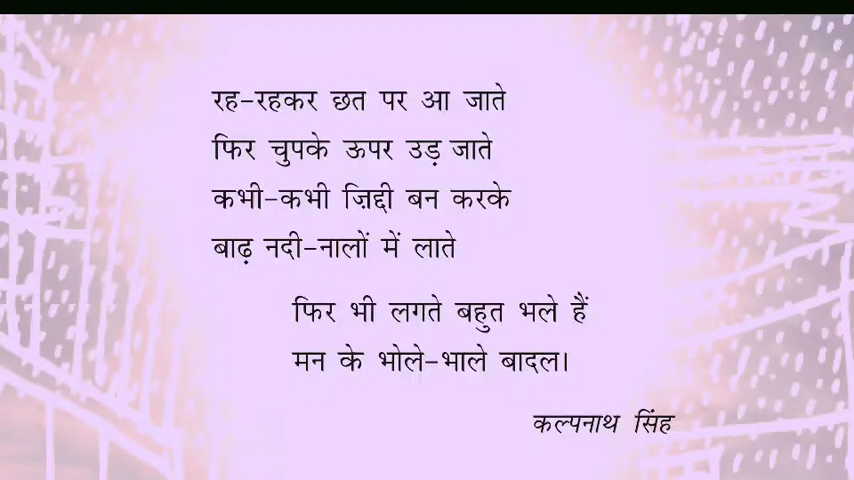 रह-रहकर छत पर आ जाते
फिर चुपके ऊपर उड़ जाते
कभी-कभी ज़िद्दी बन करके
बाढ़ नदी-नालों में लाते
फिर भी लगते बहुत भले हैं
मन के भोले-भाले बादल।
कल्पनाथ सिंह